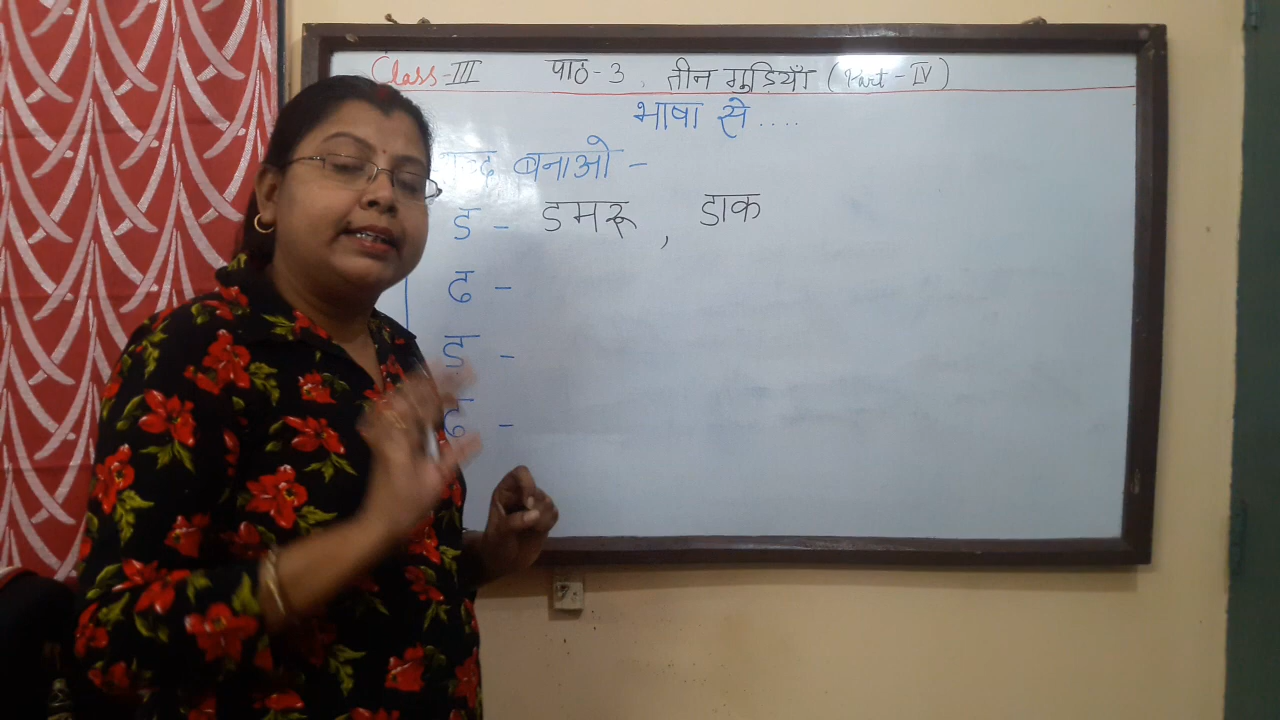 Class-III पाठ-3, तीन गुडियाँ (Part-IV)
भाषा से....
बनाओ -
ड - डमरू, डाक
ढ -
ड़ -
-